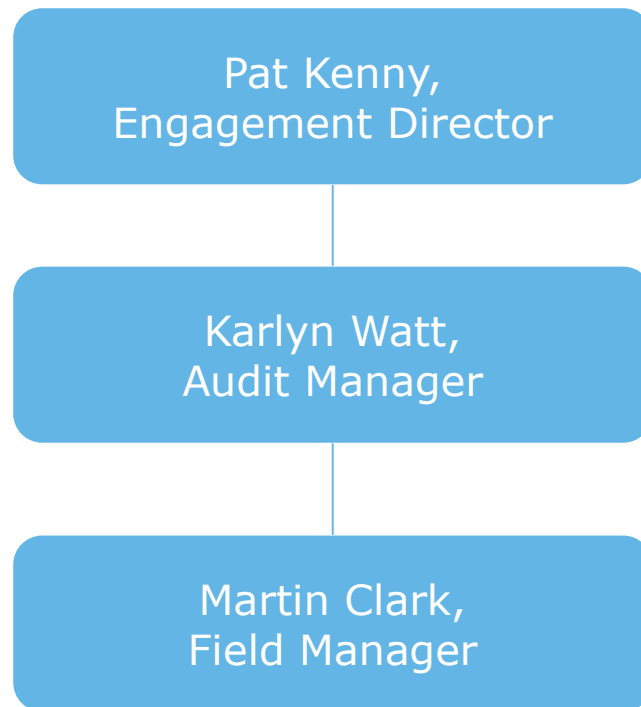 Pat Kenny,
Engagement Director
Karlyn Watt,
Audit Manager
Martin Clark,
Field Manager